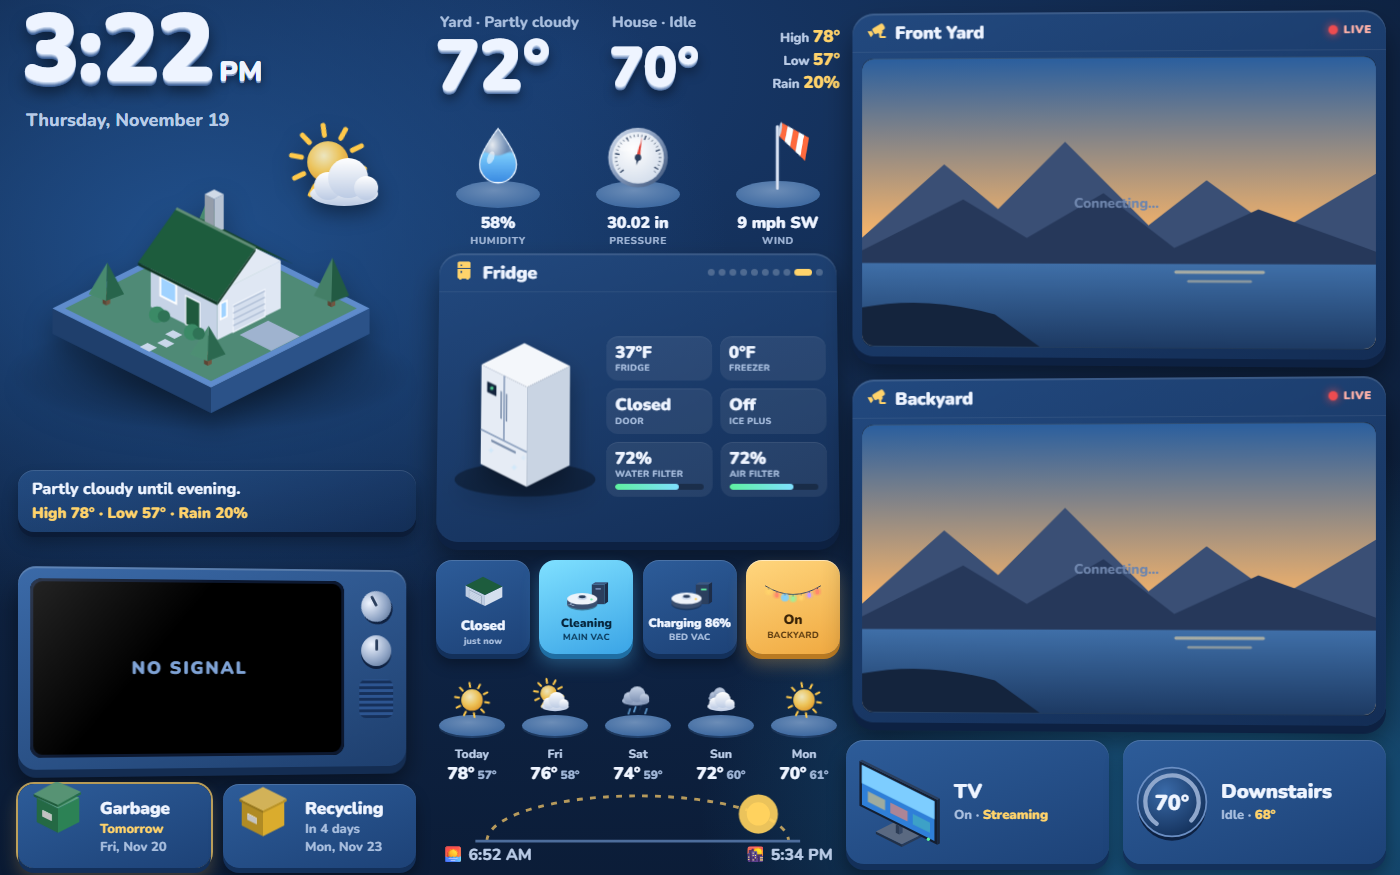 3:22 PM
Thursday, November 19
Partly cloudy until evening.
High 78° · Low 57° · Rain 20%
NO SIGNAL
Garbage
Tomorrow
Fri, Nov 20
Recycling
In 4 days
Mon, Nov 23
Yard · Partly cloudy
72°
House · Idle
70°
High 78°
Low 57°
Rain 20%
58%
HUMIDITY
30.02 in
PRESSURE
9 mph SW
WIND
Fridge
37°F
FRIDGE
0°F
FREEZER
Closed
DOOR
Off
ICE PLUS
72%
WATER FILTER
72%
AIR FILTER
Closed
just now
Cleaning
MAIN VAC
Charging 86%
BED VAC
On
BACKYARD
Today
78° 57°
Fri
76° 58°
Sat
74° 59°
Sun
72° 60°
Mon
70° 61°
6:52 AM
5:34 PM
Front Yard
LIVE
Connecting...
Backyard
LIVE
Connecting...
TV
On · Streaming
70°
Downstairs
Idle · 68°